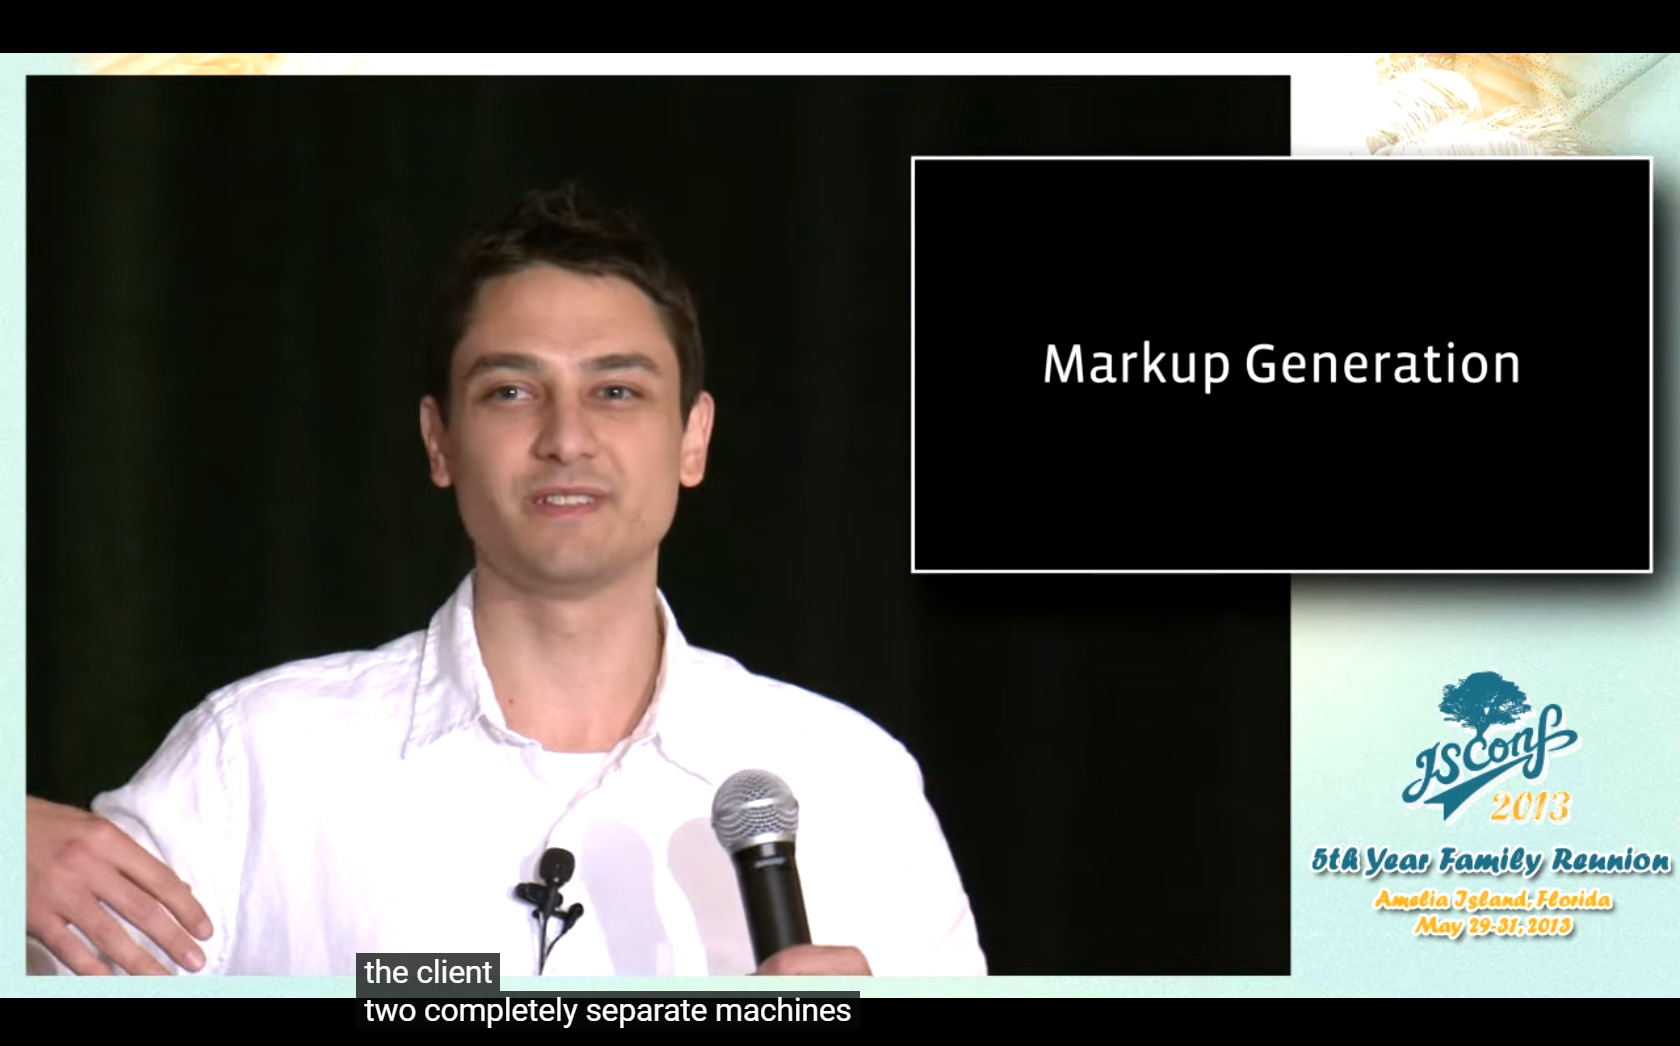 Markup Generation
JSConf
2013
5th Year Family Reunion
Amelia Island, Florida
May 29-31, 2013
the client
two completely separate machines